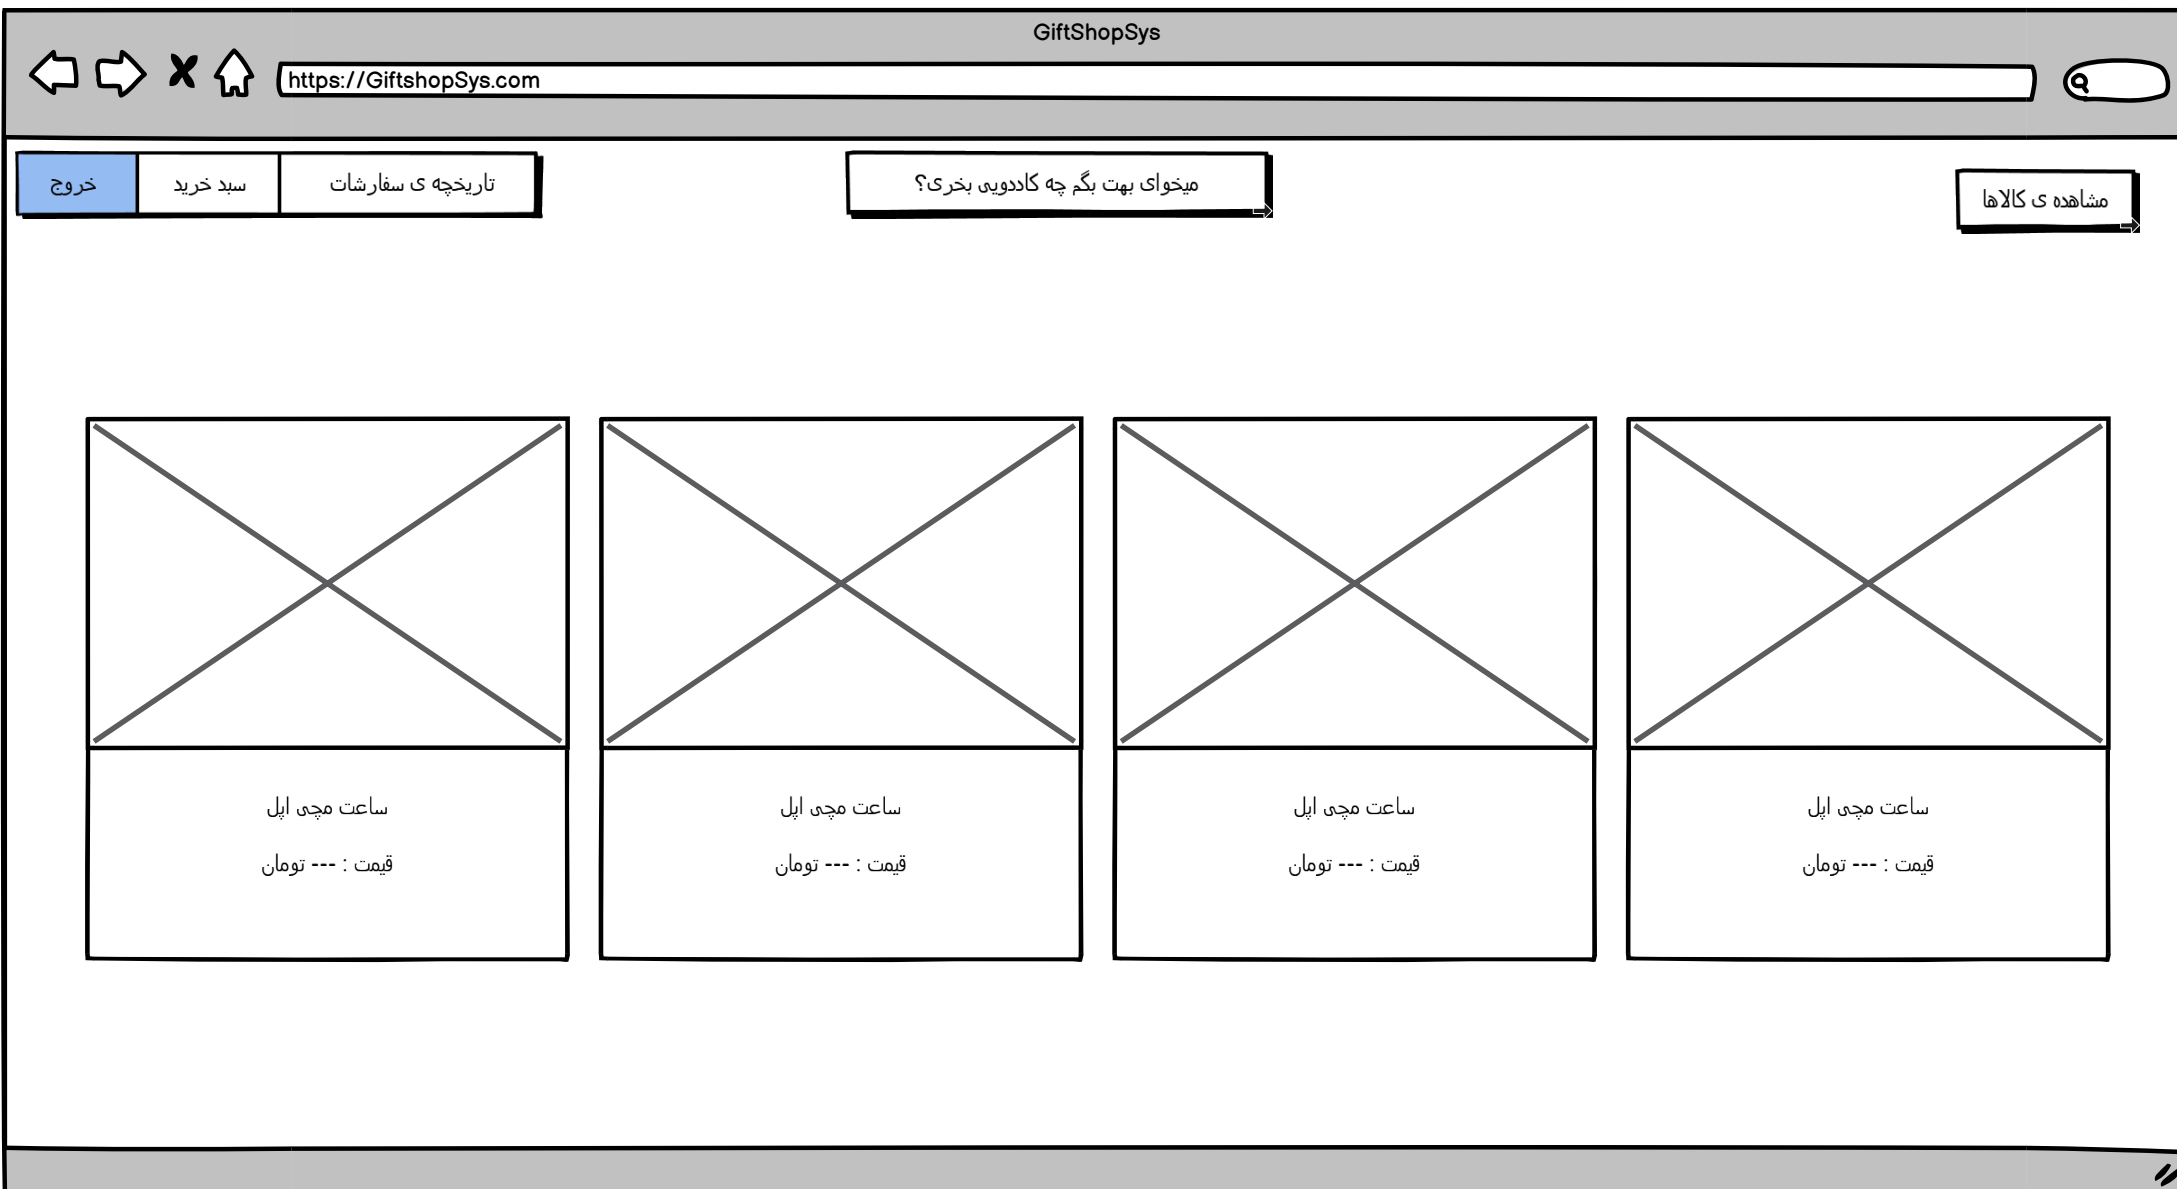 GiftShopSys
https://GiftshopSys.com
مشاهده ی کالاها
میخوای بهت بگم چه کاددویی بخری؟
تاریخچه ی سفارشات
سبد خرید
خروج
ساعت مچی اپل
قیمت : --- تومان
ساعت مچی اپل
قیمت : --- تومان
ساعت مچی اپل
قیمت : --- تومان
ساعت مچی اپل
قیمت : --- تومان